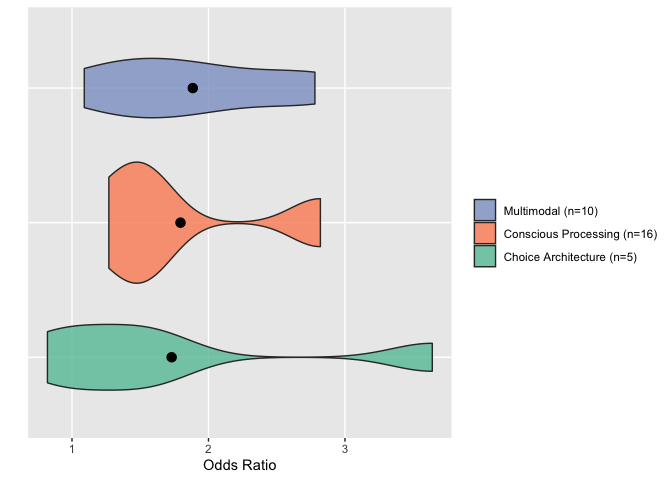 Multimodal (n=10)
Conscious Processing (n=16)
Choice Architecture (n=5)
1 2 3
Odds Ratio